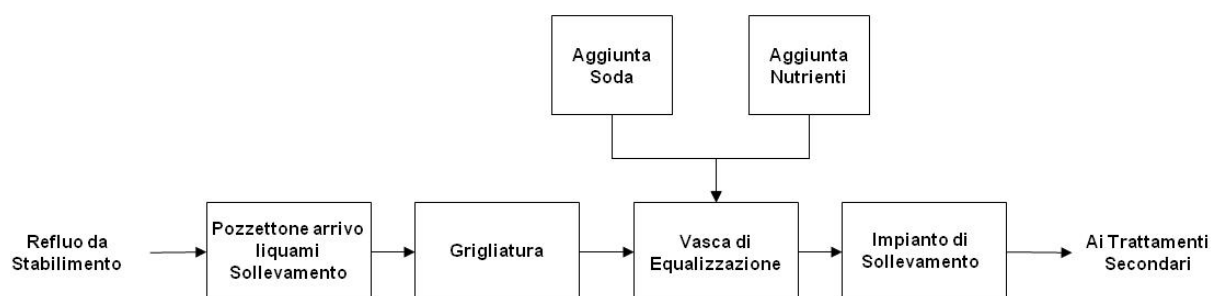 Aggiunta
Soda
Aggiunta
Nutrienti
Refluo da
Stabilimento
Pozzettone arrivo
liquami
Sollevamento
Grigliatura
Vasca di
Equalizzazione
Impianto di
Sollevamento
Ai Trattamenti
Secondari